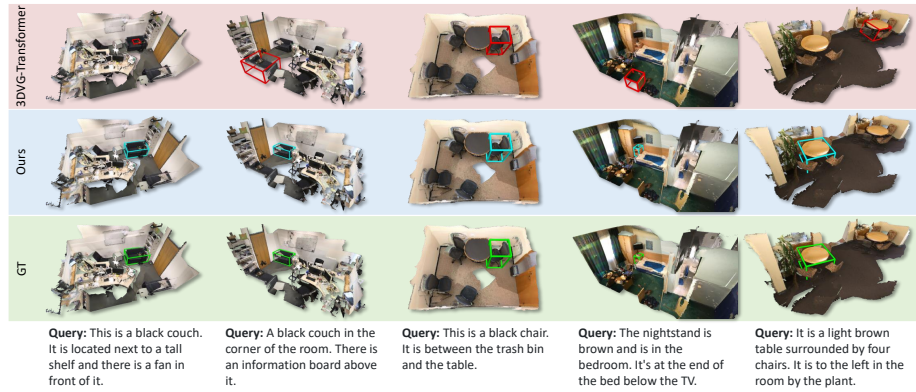 3DVG-Transformer
Ours
GT
Query: This is a black couch.
It is located next to a tall
shelf and there is a fan in
front of it.
Query: A black couch in the
corner of the room. There is
an information board above
it.
Query: This is a black chair.
It is between the trash bin
and the table.
Query: The nightstand is
brown and is in the
bedroom. It's at the end of
the bed below the TV.
Query: It is a light brown
table surrounded by four
chairs. It is to the left in the
room by the plant.